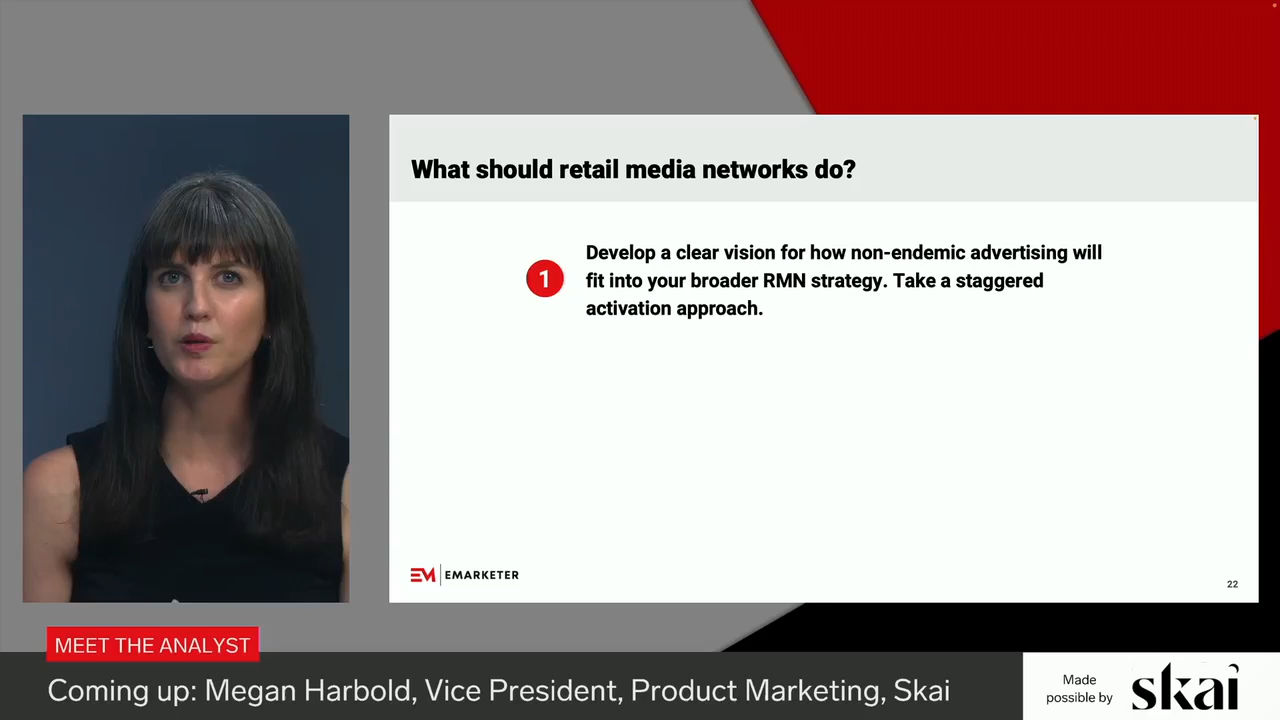 What should retail media networks do?
1
Develop a clear vision for how non-endemic advertising will
fit into your broader RMN strategy. Take a staggered
activation approach.
EM EMARKETER
22
MEET THE ANALYST
Coming up: Megan Harbold, Vice President, Product Marketing, Skai
Made
possible by
skai